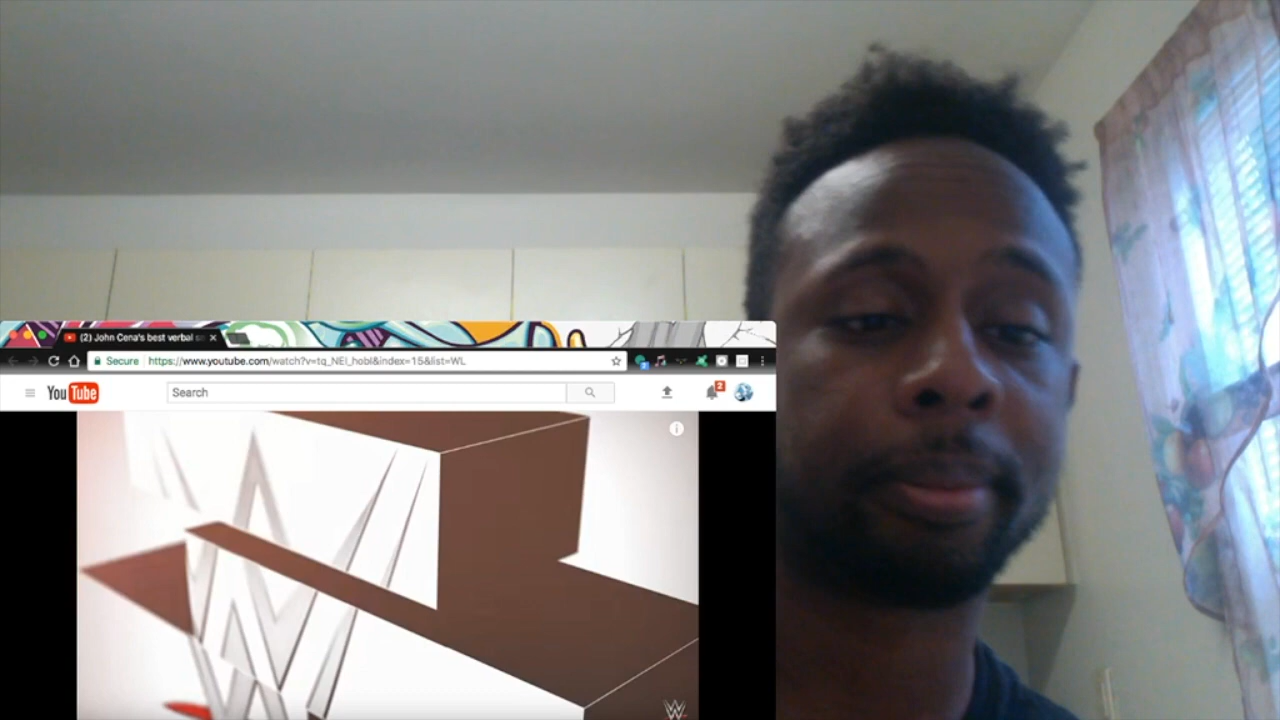 (2) John Cena's best verbal
Secure https://www.youtube.com/watch?v=tq_NEI_hobI&index=15&list=WL
YouTube Search 2